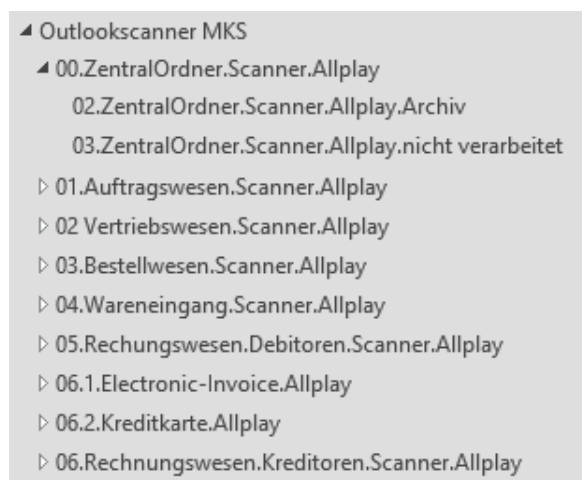 Outlookscanner MKS
00.ZentralOrdner.Scanner.Allplay
02.ZentralOrdner.Scanner.Allplay.Archiv
03.ZentralOrdner.Scanner.Allplay.nicht verarbeitet
01.Auftragswesen.Scanner.Allplay
02 Vertriebswesen.Scanner.Allplay
03.Bestellwesen.Scanner.Allplay
04.Wareneingang.Scanner.Allplay
05.Rechungswesen.Debitoren.Scanner.Allplay
06.1.Electronic-Invoice.Allplay
06.2.Kreditkarte.Allplay
06.Rechnungswesen.Kreditoren.Scanner.Allplay